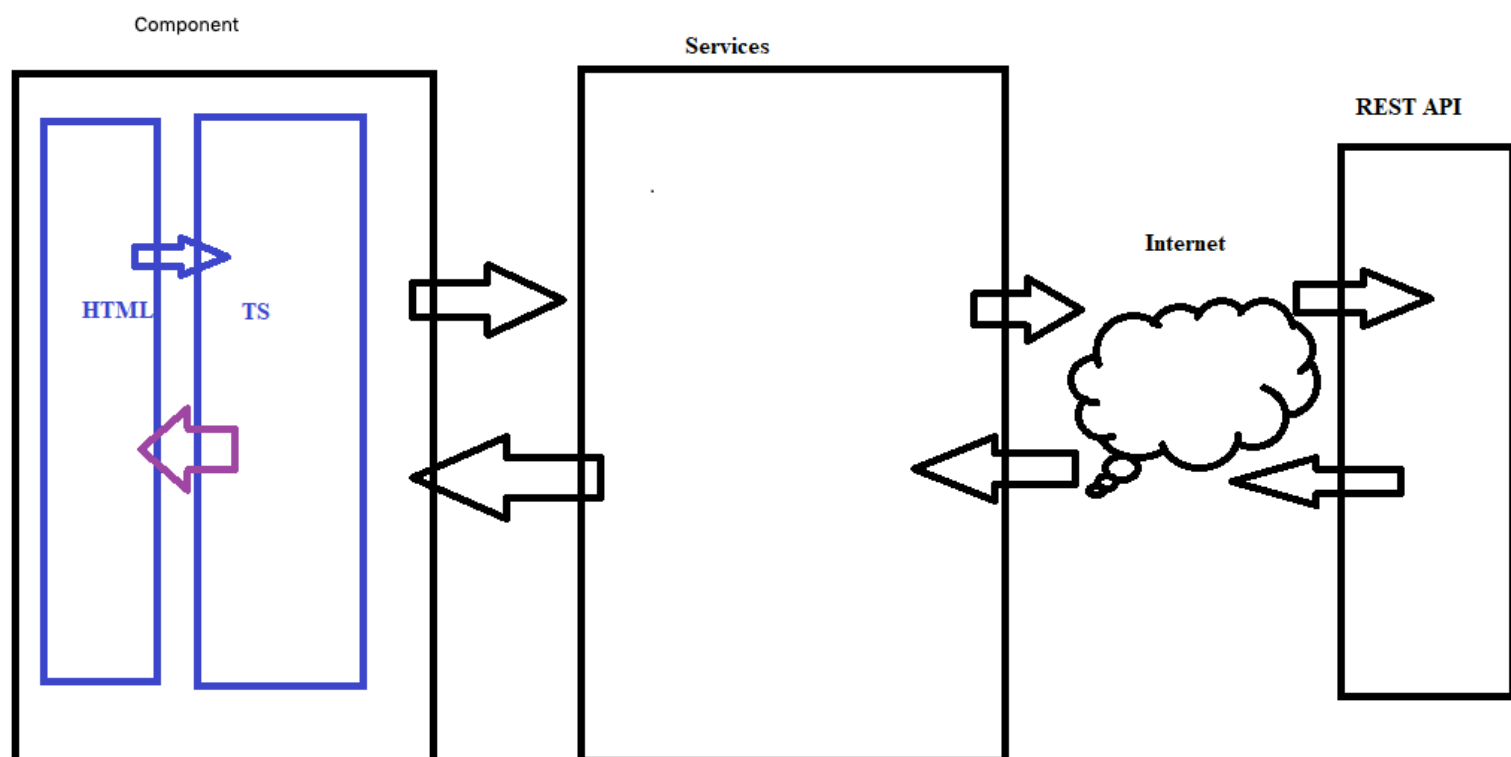 Component
Services
REST API
Internet
HTML
TS